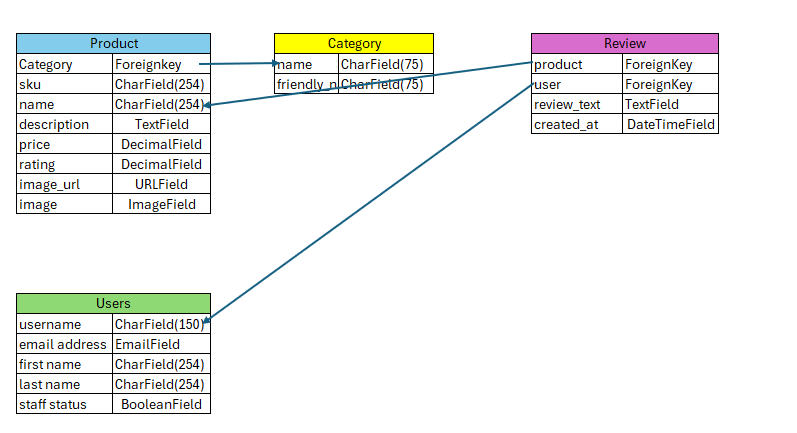 Product
Category Foreignkey
sku CharField(254)
name CharField(254)
description TextField
price DecimalField
rating DecimalField
image_url URLField
image ImageField
Category
name CharField(75)
friendly_n CharField(75)
Review
product ForeignKey
user ForeignKey
review_text TextField
created_at DateTimeField
Users
username CharField(150)
email address EmailField
first name CharField(254)
last name CharField(254)
staff status BooleanField